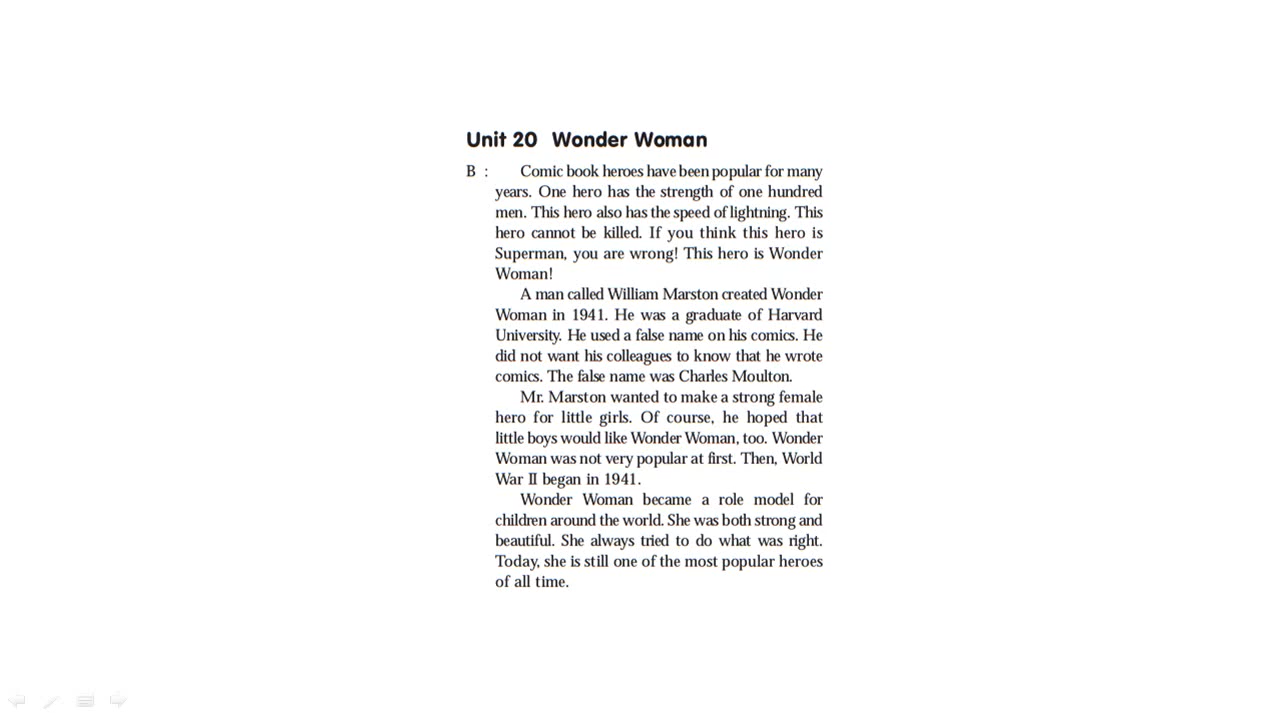 Unit 20 Wonder Woman
B : Comic book heroes have been popular for many
years. One hero has the strength of one hundred
men. This hero also has the speed of lightning. This
hero cannot be killed. If you think this hero is
Superman, you are wrong! This hero is Wonder
Woman!
A man called William Marston created Wonder
Woman in 1941. He was a graduate of Harvard
University. He used a false name on his comics. He
did not want his colleagues to know that he wrote
comics. The false name was Charles Moulton.
Mr. Marston wanted to make a strong female
hero for little girls. Of course, he hoped that
little boys would like Wonder Woman, too. Wonder
Woman was not very popular at first. Then, World
War II began in 1941.
Wonder Woman became a role model for
children around the world. She was both strong and
beautiful. She always tried to do what was right.
Today, she is still one of the most popular heroes
of all time.